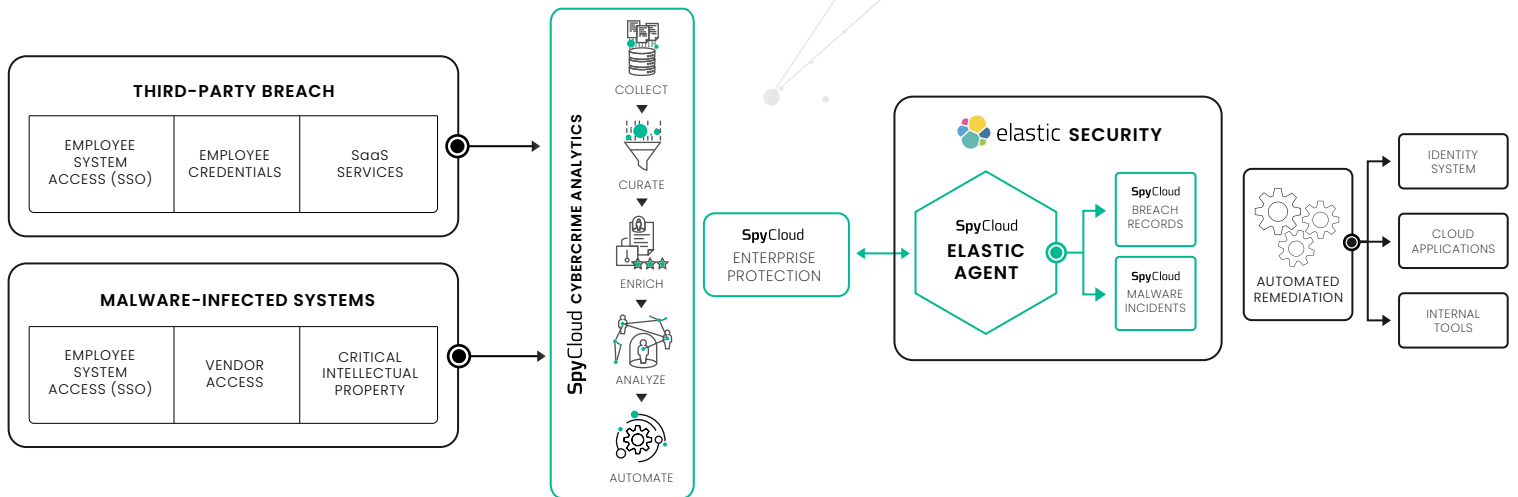 THIRD-PARTY BREACH
EMPLOYEE
SYSTEM
ACCESS (SSO)
EMPLOYEE
CREDENTIALS
SaaS
SERVICES
MALWARE-INFECTED SYSTEMS
EMPLOYEE
SYSTEM
ACCESS (SSO)
VENDOR
ACCESS
CRITICAL
INTELLECTUAL
PROPERTY
SpyCloud CYBERCRIME ANALYTICS
COLLECT
CURATE
ENRICH
ANALYZE
AUTOMATE
SpyCloud
ENTERPRISE
PROTECTION
elastic SECURITY
SpyCloud
ELASTIC
AGENT
SpyCloud
BREACH
RECORDS
SpyCloud
MALWARE
INCIDENTS
AUTOMATED
REMEDIATION
IDENTITY
SYSTEM
CLOUD
APPLICATIONS
INTERNAL
TOOLS